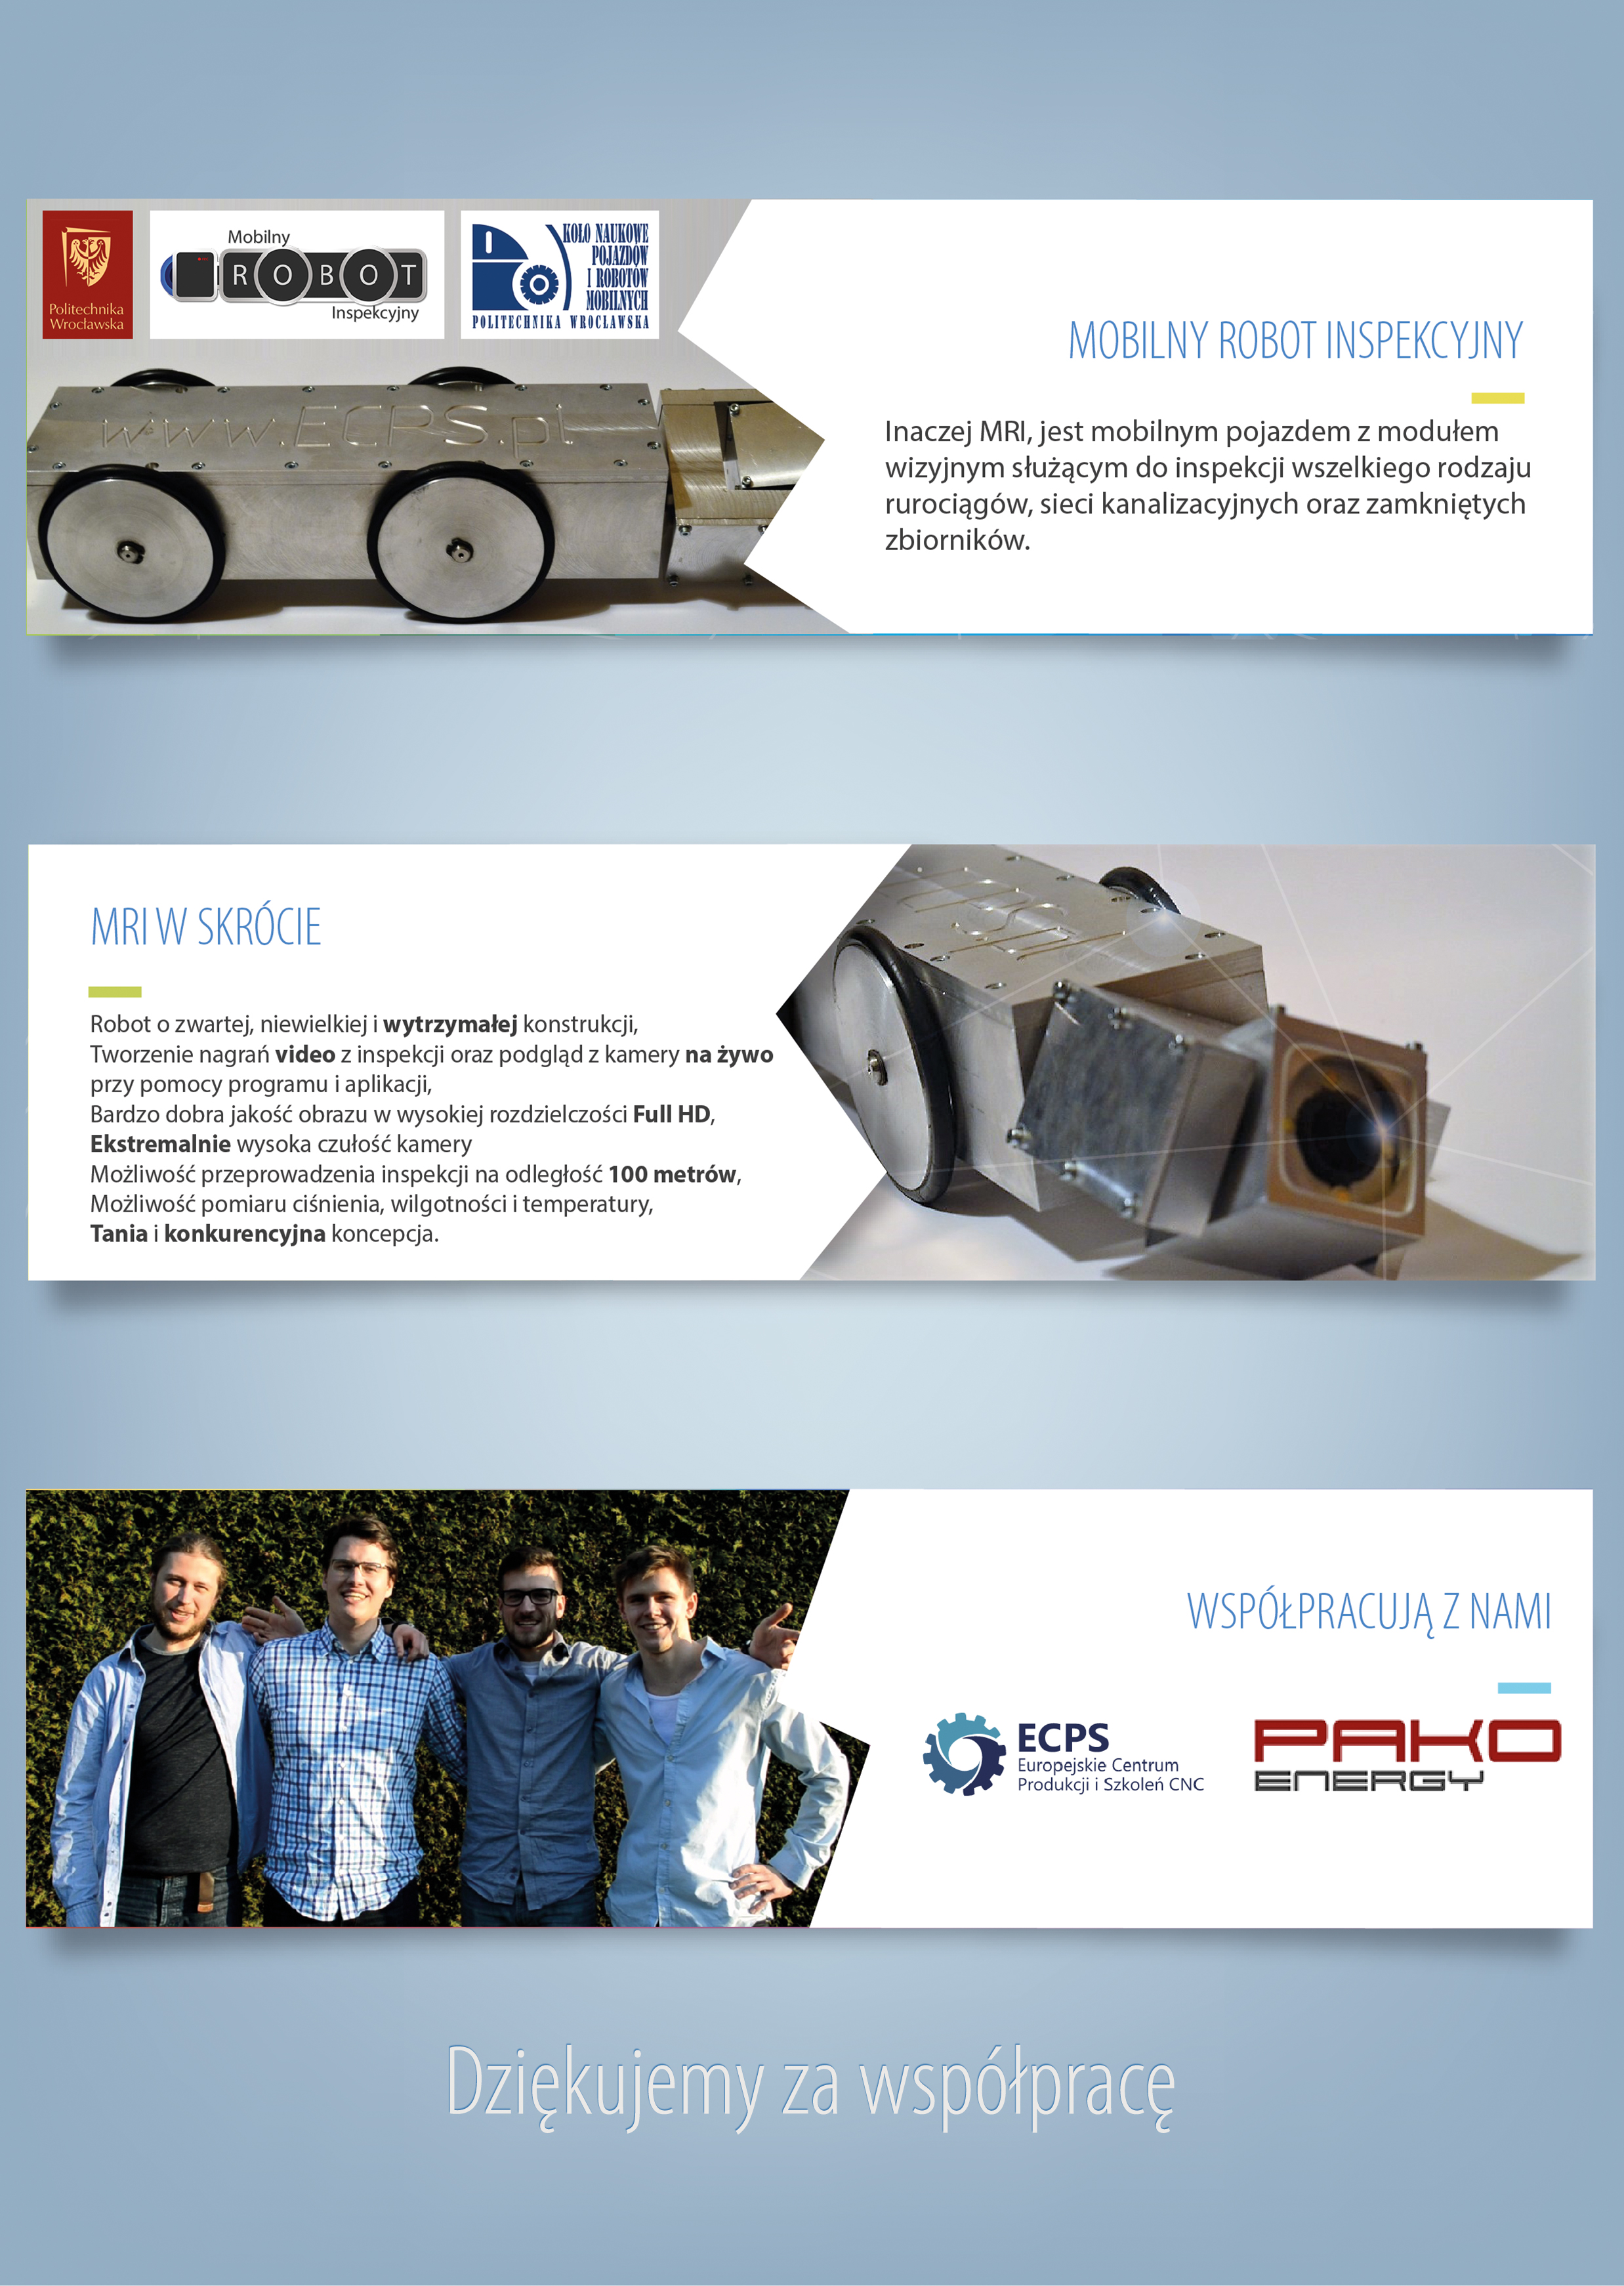 Politechnika
Wrocławska
Mobilny
ROBOT
Inspekcyjny
KOŁO NAUKOWE
POJAZDÓW
I ROBOTÓW
MOBILNYCH
POLITECHNIKA WROCŁAWSKA
www.ECPS.pl
MOBILNY ROBOT INSPEKCYJNY
Inaczej MRI, jest mobilnym pojazdem z modułem
wizyjnym służącym do inspekcji wszelkiego rodzaju
rurociągów, sieci kanalizacyjnych oraz zamkniętych
zbiorników.
MRI W SKRÓCIE
Robot o zwartej, niewielkiej i wytrzymałej konstrukcji,
Tworzenie nagrań video z inspekcji oraz podgląd z kamery na żywo
przy pomocy programu i aplikacji,
Bardzo dobra jakość obrazu w wysokiej rozdzielczości Full HD,
Ekstremalnie wysoka czułość kamery
Możliwość przeprowadzenia inspekcji na odległość 100 metrów,
Możliwość pomiaru ciśnienia, wilgotności i temperatury,
Tania i konkurencyjna koncepcja.
WSPÓŁPRACUJĄ Z NAMI
ECPS
Europejskie Centrum
Produkcji i Szkoleń CNC
PAKO
ENERGY
Dziękujemy za współpracę